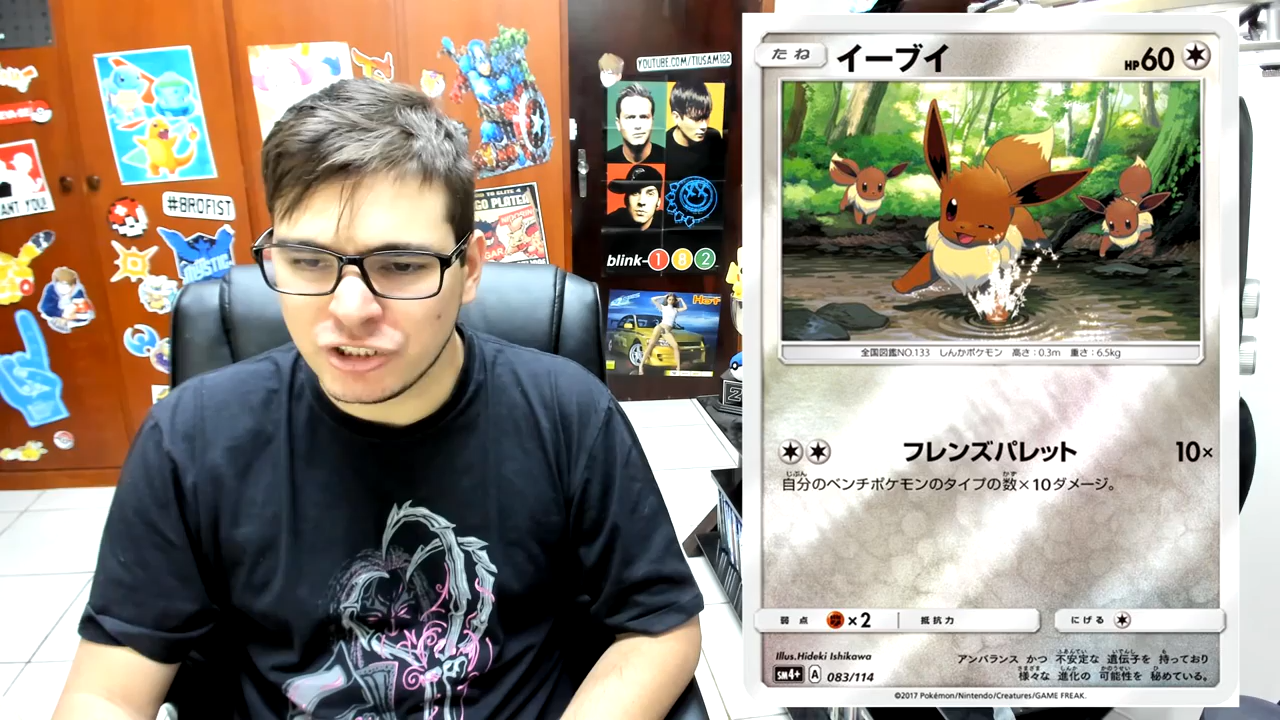 YOUTUBE.COM/TIUSAM182
#BROFIST
MYSTIC
ANT YOU!
blink-182
Hot
たね
イーブイ
HP60
全国図鑑NO.133 しんかポケモン 高さ:0.3m 重さ:6.5kg
フレンズパレット
10×
自分のベンチポケモンのタイプの数×10ダメージ。
弱点
×2
抵抗力
にげる
Illus.Hideki Ishikawa
SM4+ A 083/114
アンバランス かつ 不安定な 遺伝子を 持っており
様々な 進化の 可能性を 秘めている。
©2017 Pokémon/Nintendo/Creatures/GAME FREAK.